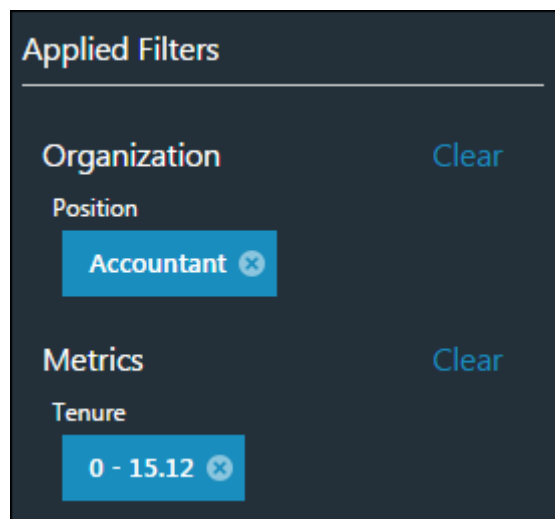 Applied Filters
Organization Clear
Position
Accountant
Metrics Clear
Tenure
0 - 15.12